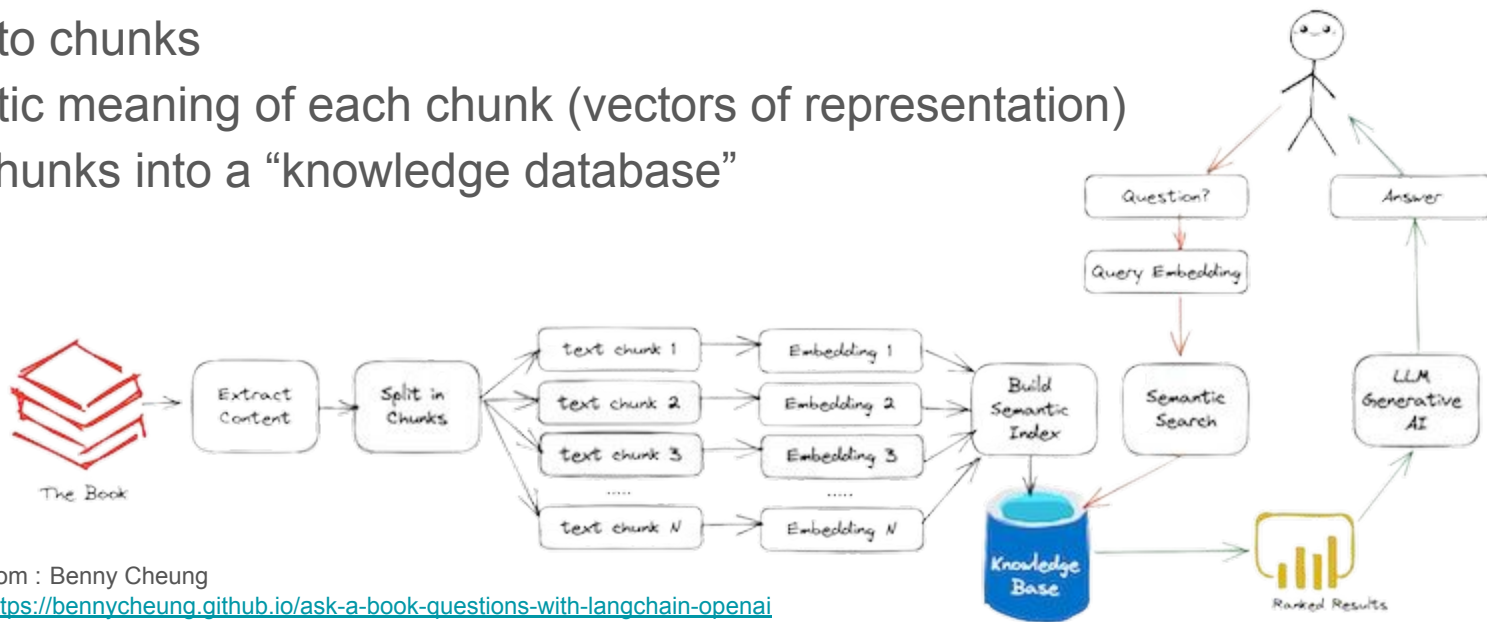 to chunks
tic meaning of each chunk (vectors of representation)
hunks into a “knowledge database”
Question?
Answer
Query Embedding
The Book
Extract
Content
Split in
Chunks
text chunk 1
text chunk 2
text chunk 3
.....
text chunk N
Embedding 1
Embedding 2
Embedding 3
.....
Embedding N
Build
Semantic
Index
Semantic
Search
LLM
Generative
AI
Knowledge
Base
Ranked Results
om : Benny Cheung
tps://bennycheung.github.io/ask-a-book-questions-with-langchain-openai